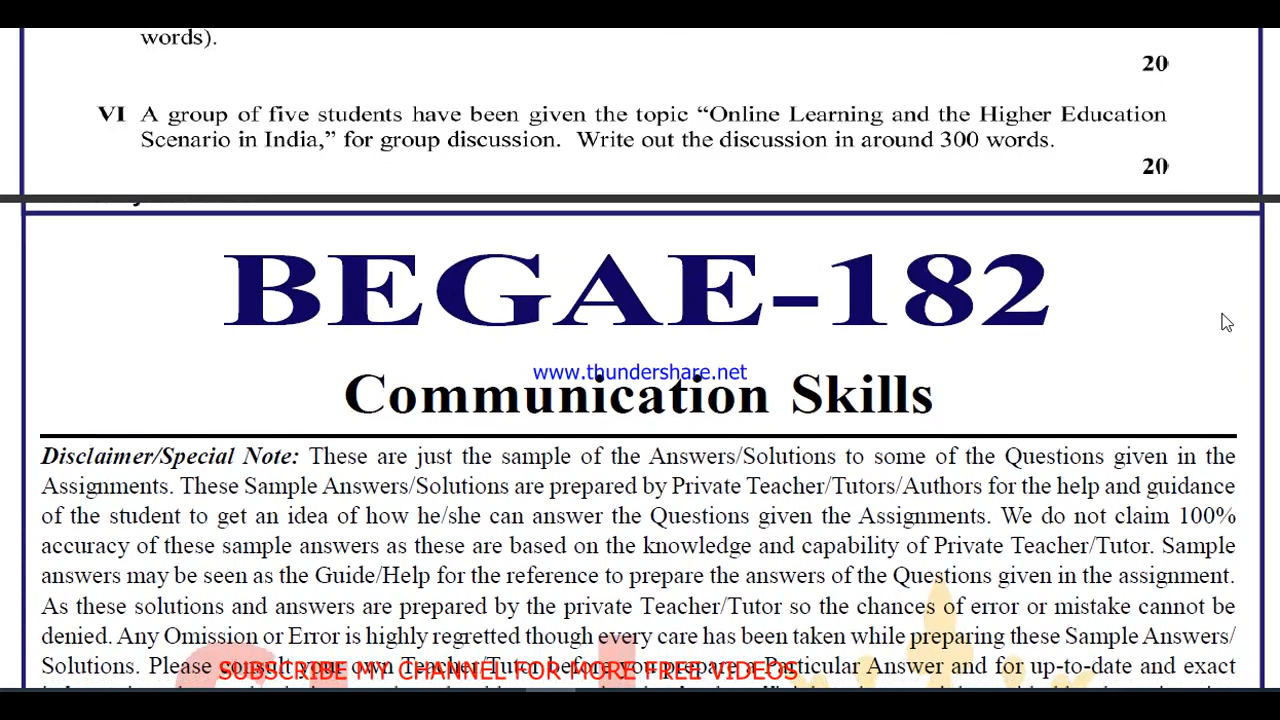 words).
20
VI A group of five students have been given the topic “Online Learning and the Higher Education
Scenario in India,” for group discussion. Write out the discussion in around 300 words.
20
BEGAE-182
www.thundershare.net
Communication Skills
Disclaimer/Special Note: These are just the sample of the Answers/Solutions to some of the Questions given in the
Assignments. These Sample Answers/Solutions are prepared by Private Teacher/Tutors/Authors for the help and guidance
of the student to get an idea of how he/she can answer the Questions given the Assignments. We do not claim 100%
accuracy of these sample answers as these are based on the knowledge and capability of Private Teacher/Tutor. Sample
answers may be seen as the Guide/Help for the reference to prepare the answers of the Questions given in the assignment.
As these solutions and answers are prepared by the private Teacher/Tutor so the chances of error or mistake cannot be
denied. Any Omission or Error is highly regretted though every care has been taken while preparing these Sample Answers/
Solutions. Please consult your own Teacher/Tutor before you prepare a Particular Answer and for up-to-date and exact
SUBSCRIBE MY CHANNEL FOR MORE FREE VIDEOS